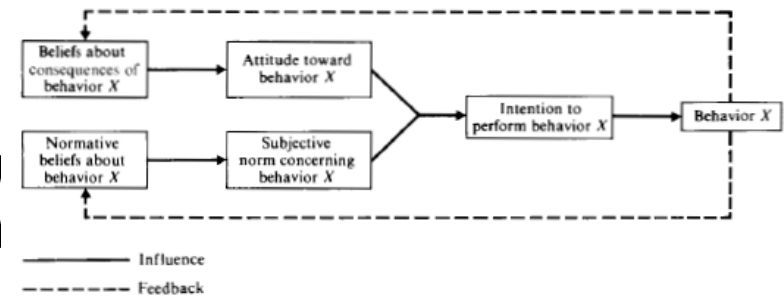 Beliefs about
consequences of
behavior X
Attitude toward
behavior X
Intention to
perform behavior X
Behavior X
Normative
beliefs about
behavior X
Subjective
norm concerning
behavior X
Influence
Feedback